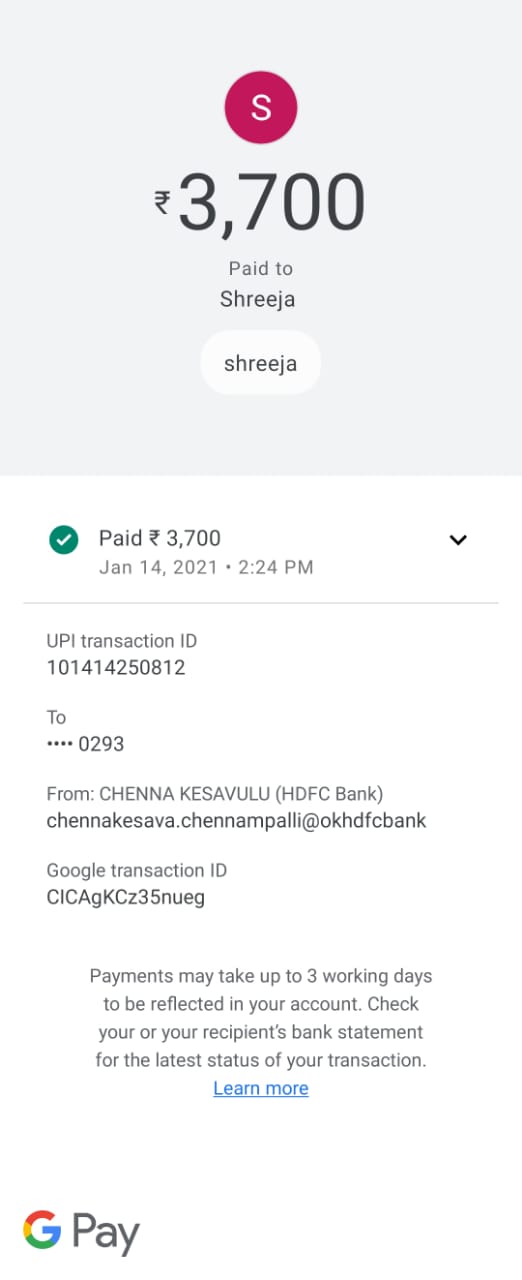 S
₹3,700
Paid to
Shreeja
shreeja
Paid ₹ 3,700
Jan 14, 2021 • 2:24 PM
UPI transaction ID
101414250812
To
•••• 0293
From: CHENNA KESAVULU (HDFC Bank)
chennakesava.chennampalli@okhdfcbank
Google transaction ID
CICAgKCz35nueg
Payments may take up to 3 working days
to be reflected in your account. Check
your or your recipient's bank statement
for the latest status of your transaction.
Learn more
G Pay